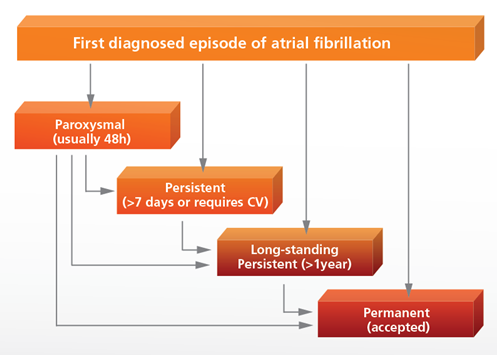 First diagnosed episode of atrial fibrillation
Paroxysmal
(usually 48h)
Persistent
(>7 days or requires CV)
Long-standing
Persistent (>1year)
Permanent
(accepted)